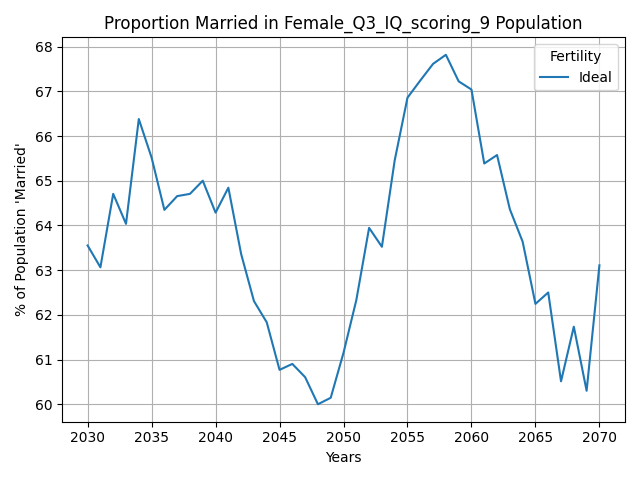 Proportion Married in Female_Q3_IQ_scoring_9 Population
Fertility
Ideal
% of Population 'Married'
68
67
66
65
64
63
62
61
60
2030 2035 2040 2045 2050 2055 2060 2065 2070
Years